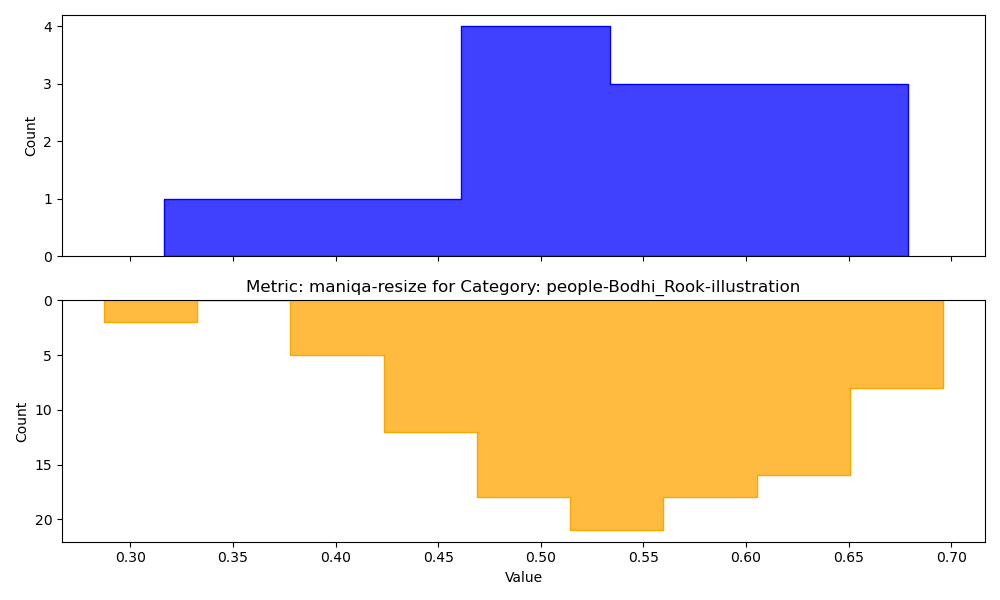 4
3
2
1
0
Count
Metric: maniqa-resize for Category: people-Bodhi_Rook-illustration
0
5
10
15
20
Count
0.30 0.35 0.40 0.45 0.50 0.55 0.60 0.65 0.70
Value